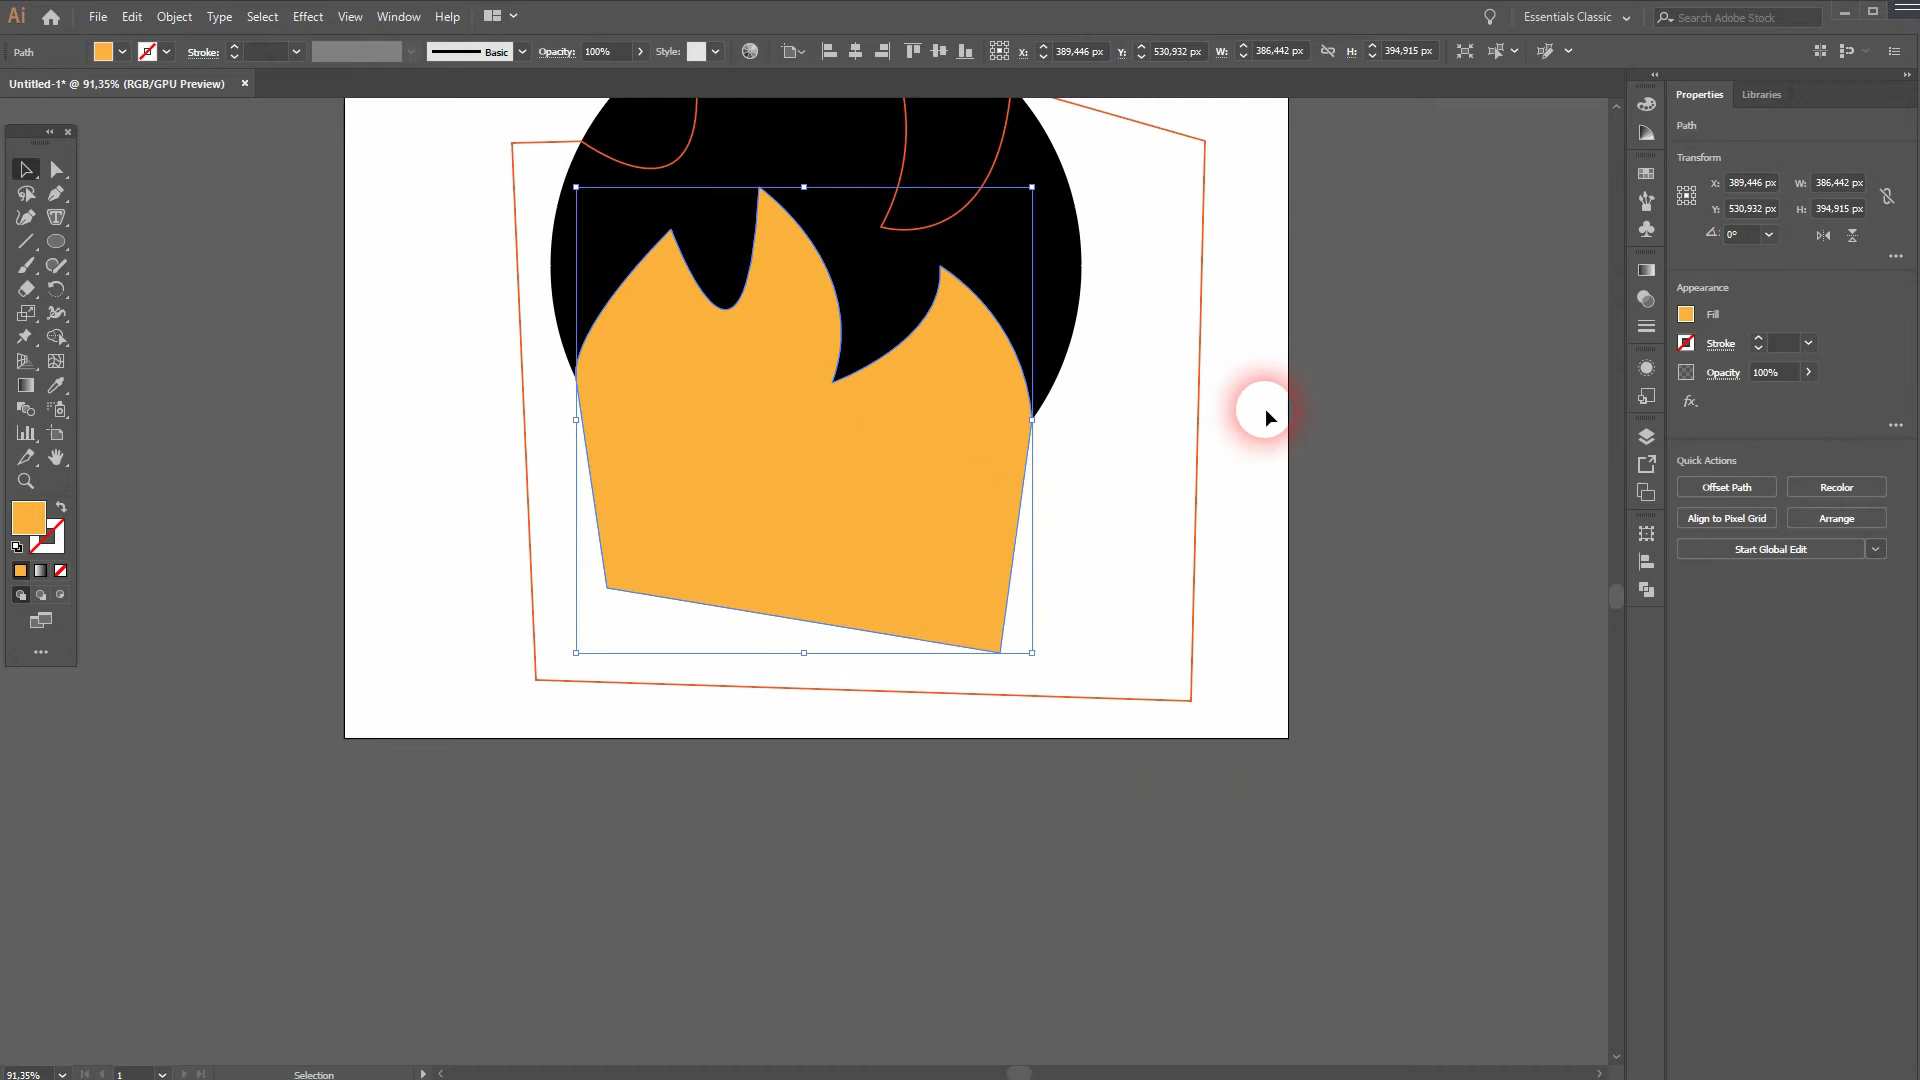 Ai File Edit Object Type Select Effect View Window Help Essentials Classic Search Adobe Stock
Path Stroke: Basic Opacity: 100% Style: X: 389,446 px Y: 530,932 px W: 386,442 px H: 394,915 px
Untitled-1* @ 91,35% (RGB/GPU Preview) ×
Properties Libraries
Path
Transform
X: 389,446 px W: 386,442 px
Y: 530,932 px H: 394,915 px
0°
Appearance
Fill
Stroke
Opacity 100%
fx.
Quick Actions
Offset Path Recolor
Align to Pixel Grid Arrange
Start Global Edit
91,35% 1 Selection